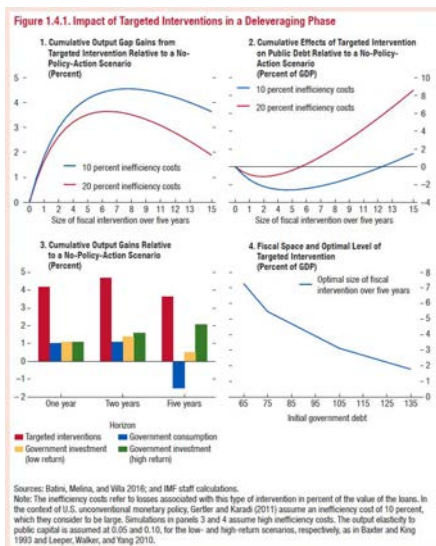 Figure 1.4.1. Impact of Targeted Interventions in a Deleveraging Phase
1. Cumulative Output Gap Gains from
Targeted Intervention Relative to a No-
Policy-Action Scenario
(Percent)
5
4
3
2
1
0
10 percent inefficiency costs
20 percent inefficiency costs
0 1 2 4 5 6 7 8 9 11 12 13 15
Size of fiscal intervention over five years
2. Cumulative Effects of Targeted Intervention
on Public Debt Relative to a No-Policy-
Action Scenario
(Percent of GDP)
10
8
6
4
2
0
–2
–4
10 percent inefficiency costs
20 percent inefficiency costs
0 1 2 4 5 6 7 8 9 11 12 13 15
Size of fiscal intervention over five years
3. Cumulative Output Gains Relative
to a No-Policy-Action Scenario
(Percent)
5
4
3
2
1
0
–1
–2
One year Two years Five years
Horizon
Targeted interventions
Government consumption
Government investment
(low return)
Government investment
(high return)
4. Fiscal Space and Optimal Level of
Targeted Intervention
(Percent of GDP)
8
7
6
5
4
3
2
1
0
Optimal size of fiscal
intervention over five years
65 75 85 95 105 115 125 135
Initial government debt
Sources: Batini, Melina, and Villa 2016; and IMF staff calculations.
Note: The inefficiency costs refer to losses associated with this type of intervention in percent of the value of the loans. In
the context of U.S. unconventional monetary policy, Gertler and Karadi (2011) assume an inefficiency cost of 10 percent,
which they consider to be large. Simulations in panels 3 and 4 assume high inefficiency costs. The output elasticity to
public capital is assumed at 0.05 and 0.10, for the low- and high-return scenarios, respectively, as in Baxter and King
1993 and Leeper, Walker, and Yang 2010.